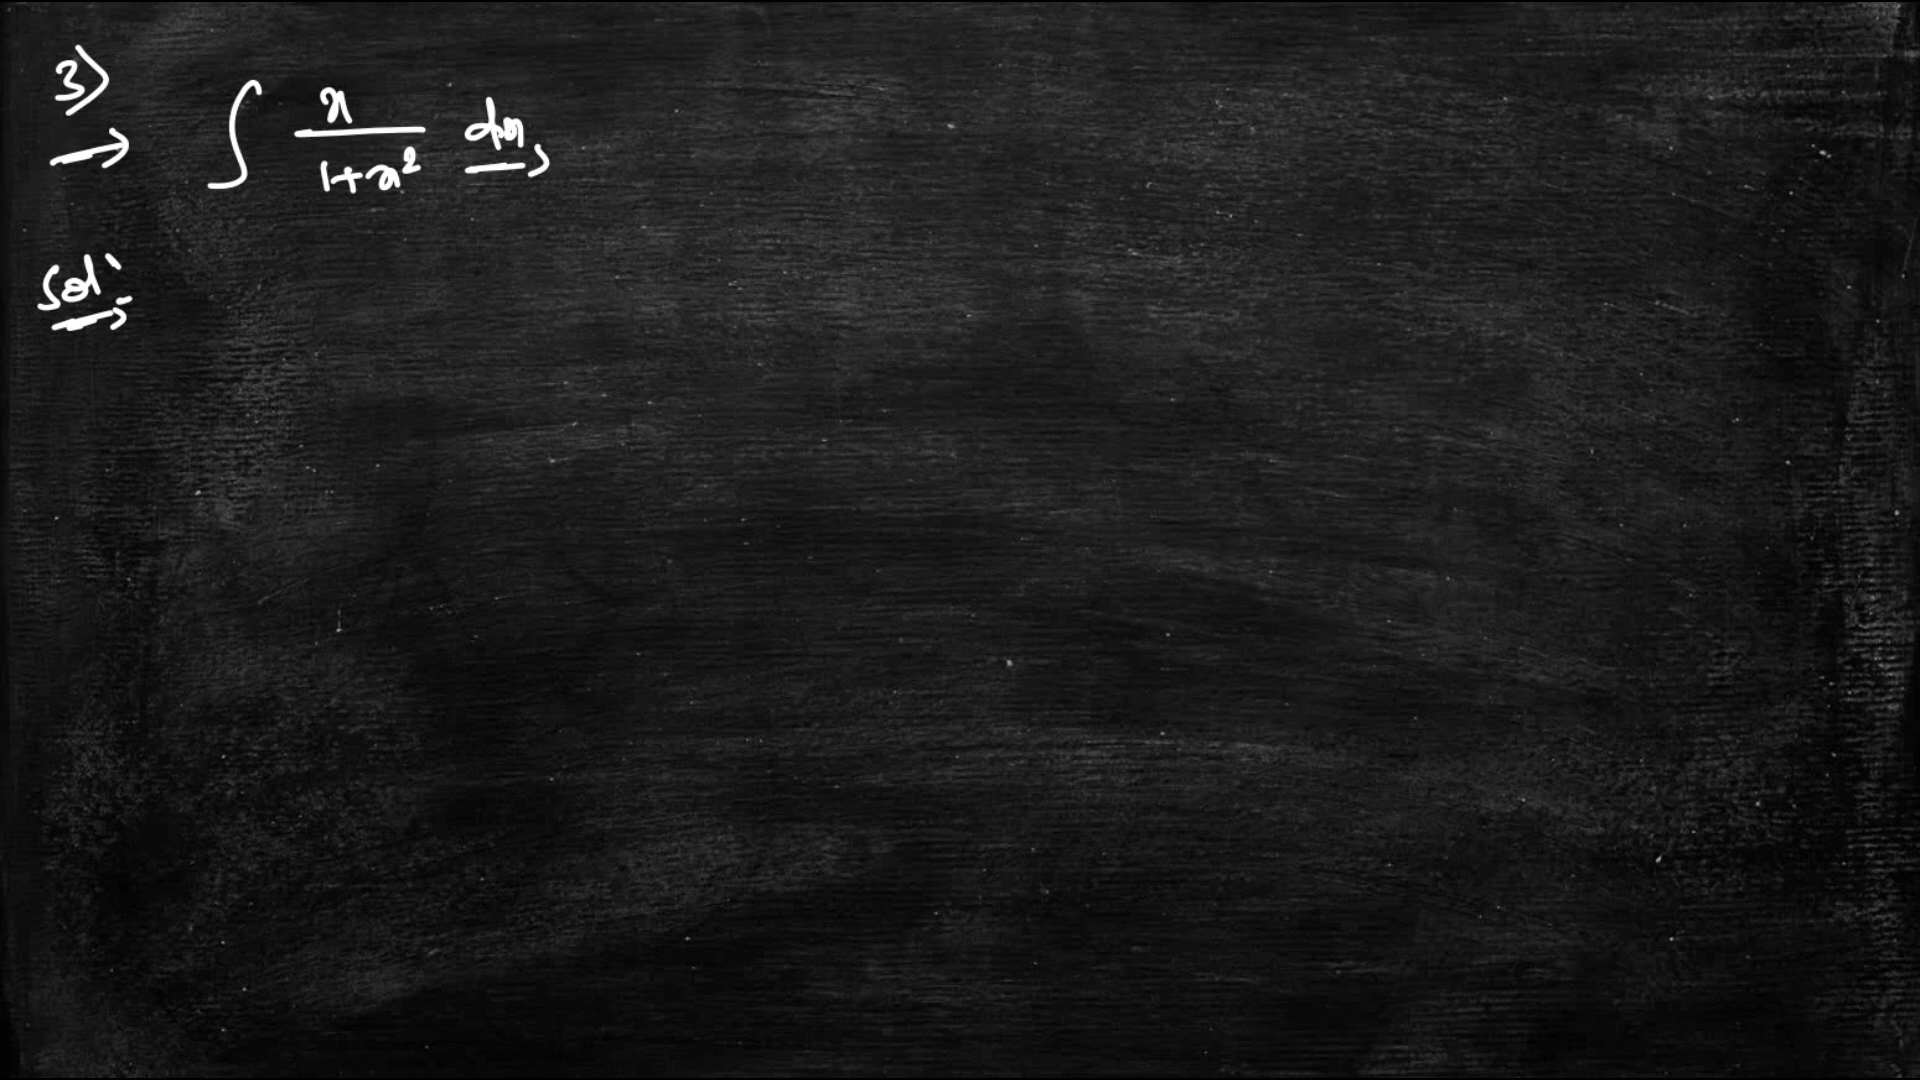 3) ∫ x/(1+x²) dx
Sol: